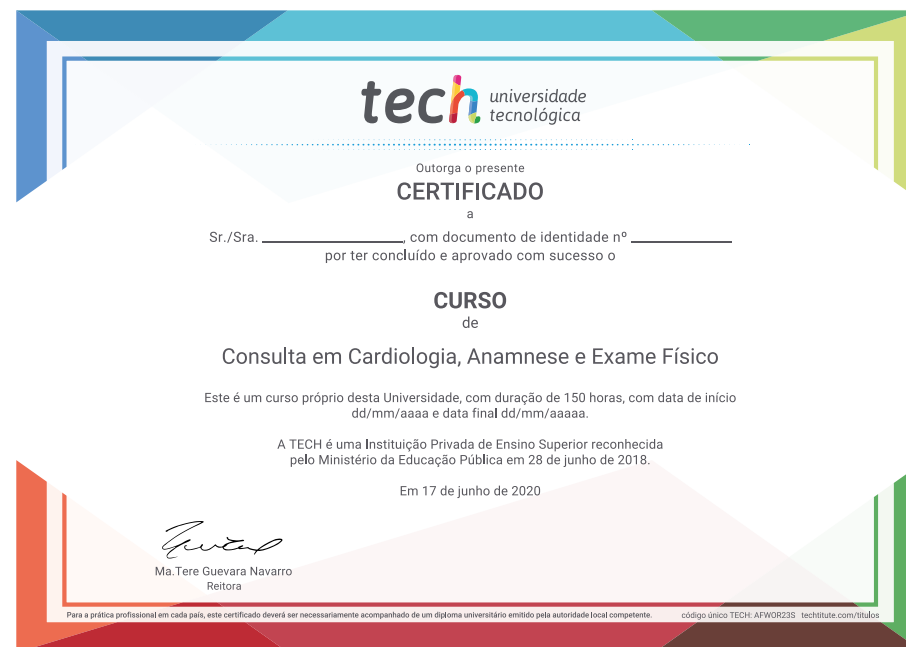 tech universidade
tecnológica
Outorga o presente
CERTIFICADO
a
Sr./Sra. ____________, com documento de identidade nº ____________
por ter concluído e aprovado com sucesso o
CURSO
de
Consulta em Cardiologia, Anamnese e Exame Físico
Este é um curso próprio desta Universidade, com duração de 150 horas, com data de início
dd/mm/aaaa e data final dd/mm/aaaaa.
A TECH é uma Instituição Privada de Ensino Superior reconhecida
pelo Ministério da Educação Pública em 28 de junho de 2018.
Em 17 de junho de 2020
Ma.Tere Guevara Navarro
Reitora
Para a prática profissional em cada país, este certificado deverá ser necessariamente acompanhado de um diploma universitário emitido pela autoridade local competente. código único TECH: AFWOR23S techtitute.com/titulos